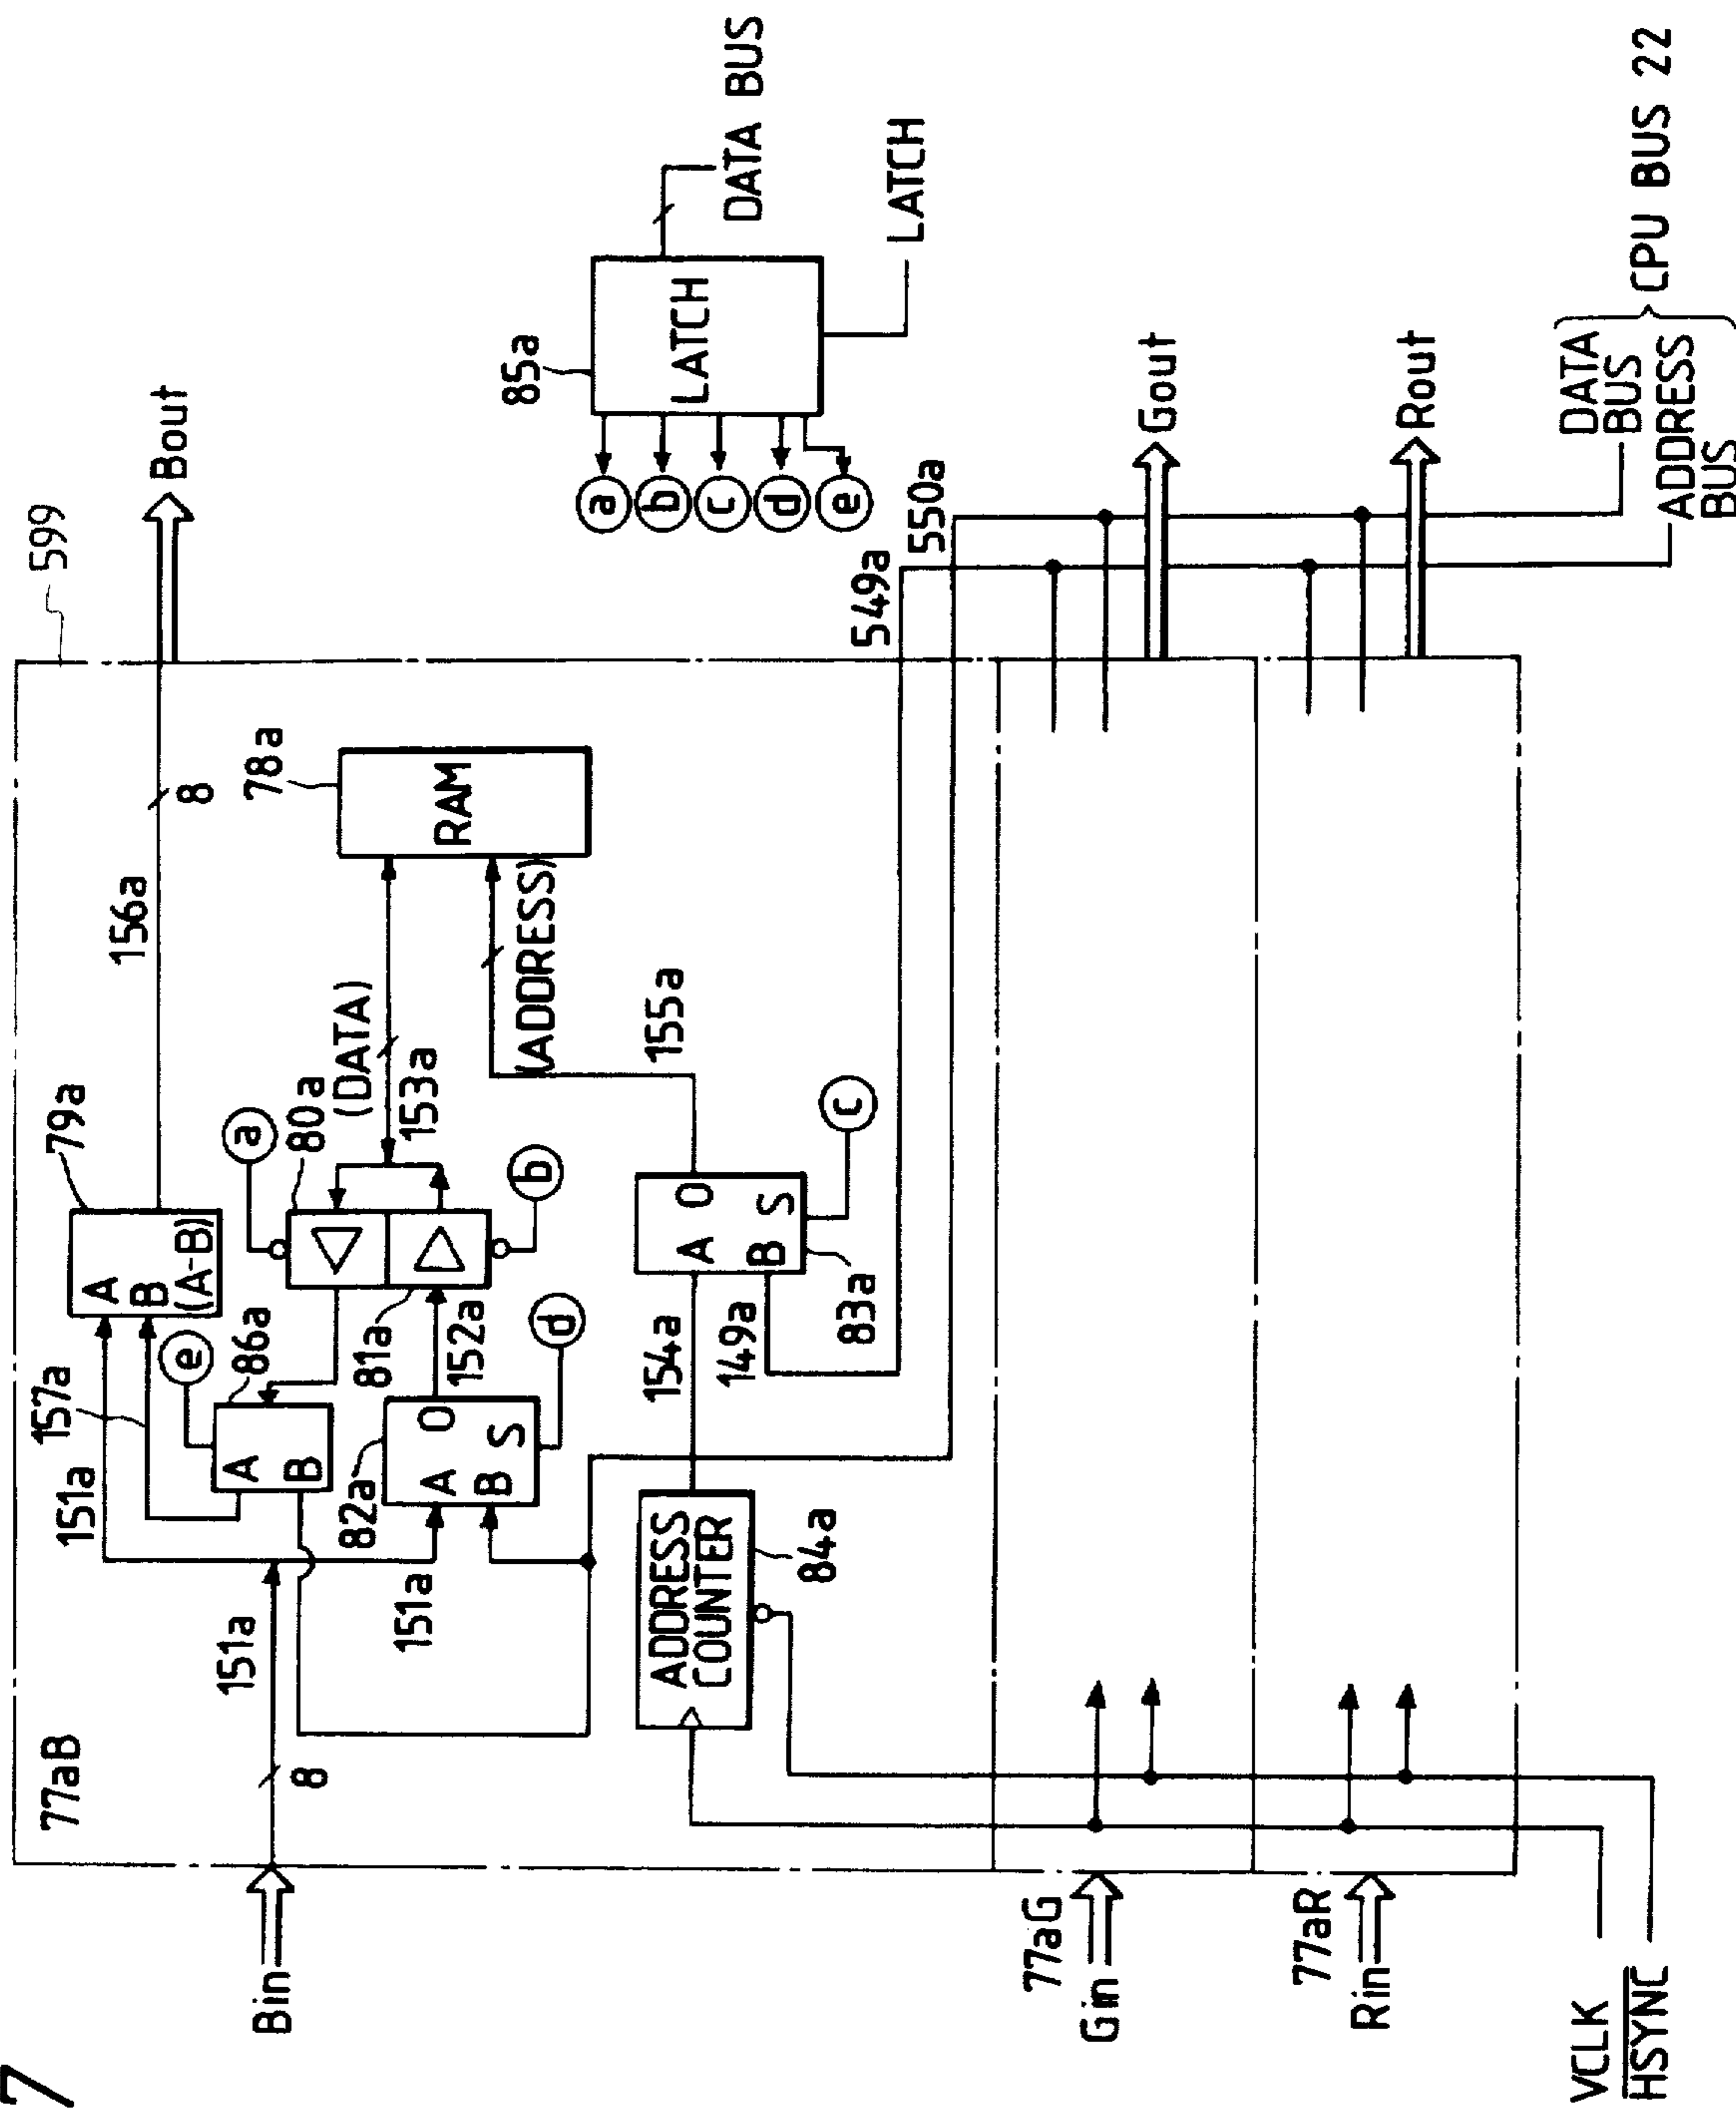 7
77aB
599
Bin
8
151a
151a
157a
79a
A
B
(A-B)
156a
8
Bout
e
86a
A
B
a
80a
(DATA)
153a
78a
RAM
81a
b
82a
151a
A
O
B
S
152a
d
(ADDRESS)
155a
ADDRESS
COUNTER
84a
154a
149a
A
O
B
S
83a
c
85a
LATCH
DATA BUS
LATCH
a
b
c
d
e
549a
550a
77aG
Gin
Gout
77aR
Rin
Rout
VCLK
HSYNC
DATA
BUS
ADDRESS
BUS
CPU BUS 22